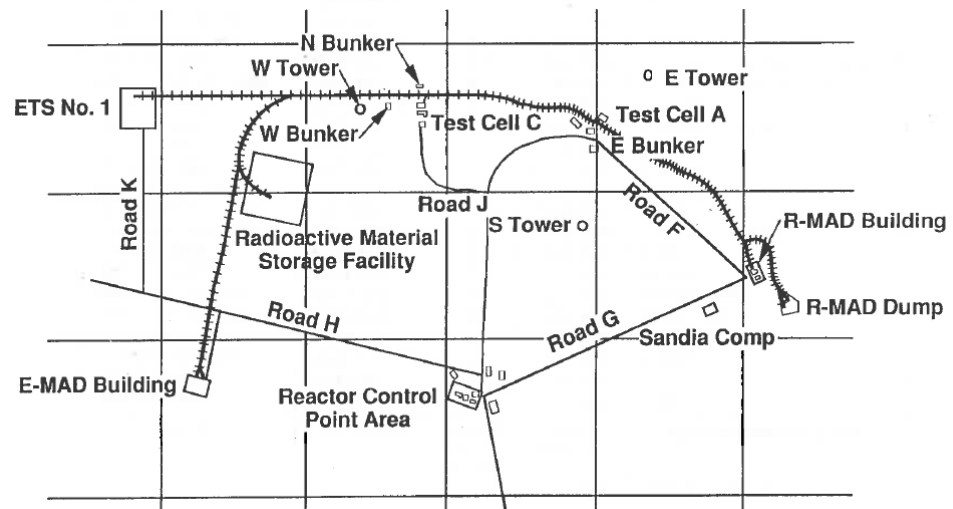 N Bunker
W Tower
E Tower
ETS No. 1
Test Cell A
W Bunker
Test Cell C
E Bunker
Road K
Road J
Road F
S Tower
R-MAD Building
Radioactive Material
Storage Facility
Road H
Road G
R-MAD Dump
Sandia Comp
E-MAD Building
Reactor Control
Point Area